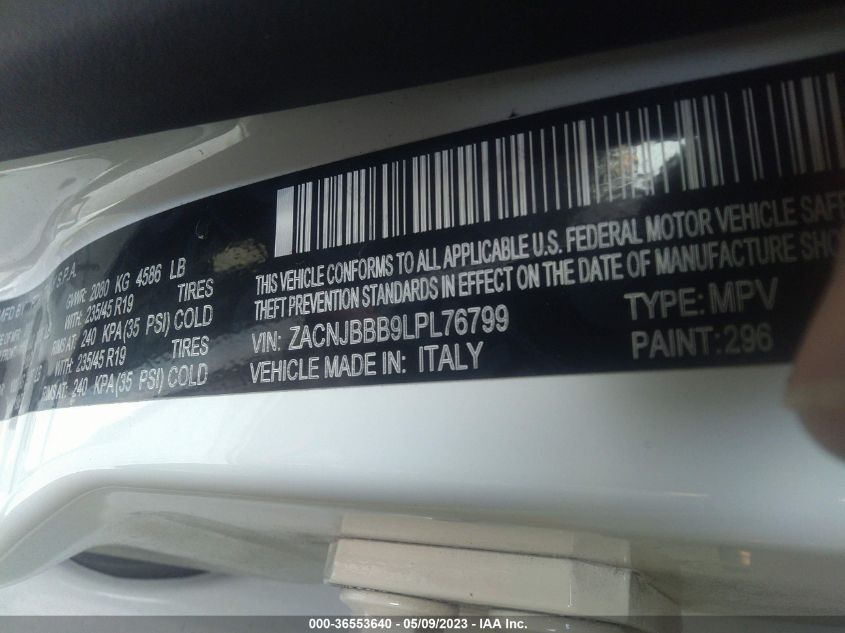 S.P.A.
GVWR: 2080 KG 4586 LB
WITH: 235/45 R19 TIRES
RIMS AT: 240 KPA(35 PSI) COLD
WITH: 235/45 R19 TIRES
RIMS AT: 240 KPA(35 PSI) COLD
THIS VEHICLE CONFORMS TO ALL APPLICABLE U.S. FEDERAL MOTOR VEHICLE
THEFT PREVENTION STANDARDS IN EFFECT ON THE DATE OF MANUFACTURE
VIN: ZACNJBBB9LPL76799
TYPE: MPV
VEHICLE MADE IN: ITALY
PAINT: 296
000-36553640 - 05/09/2023 - IAA Inc.